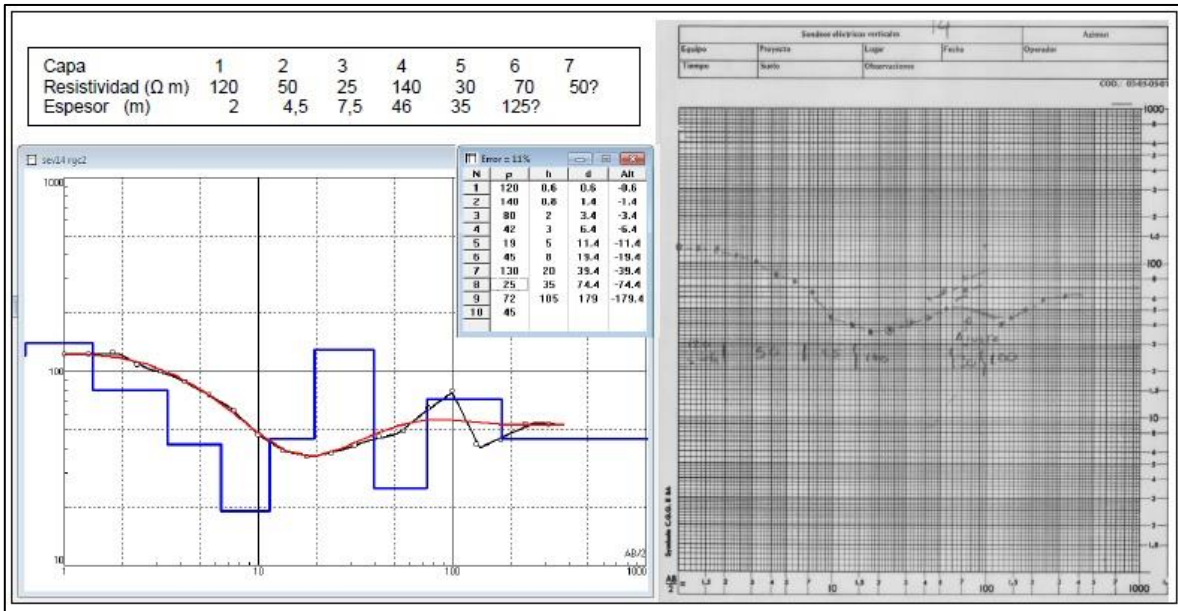 Capa 1 2 3 4 5 6 7
Resistividad (Ω m) 120 50 25 140 30 70 50?
Espesor (m) 2 4,5 7,5 46 35 125?
sev14 rgc2
1000
100
10
1 10 100 1000
AB/2
Error = 11%
N ρ h d Alt
1 120 0.6 0.6 -0.6
2 140 0.8 1.4 -1.4
3 80 2 3.4 -3.4
4 42 3 6.4 -6.4
5 19 5 11.4 -11.4
6 45 8 19.4 -19.4
7 130 20 39.4 -39.4
8 25 35 74.4 -74.4
9 72 105 179 -179.4
10 45
14
Sondeos eléctricos verticales Azimut
Equipo Proyecto Lugar Fecha Operador
Tiempo Suelo Observaciones
1000
100
10
10 100 1000